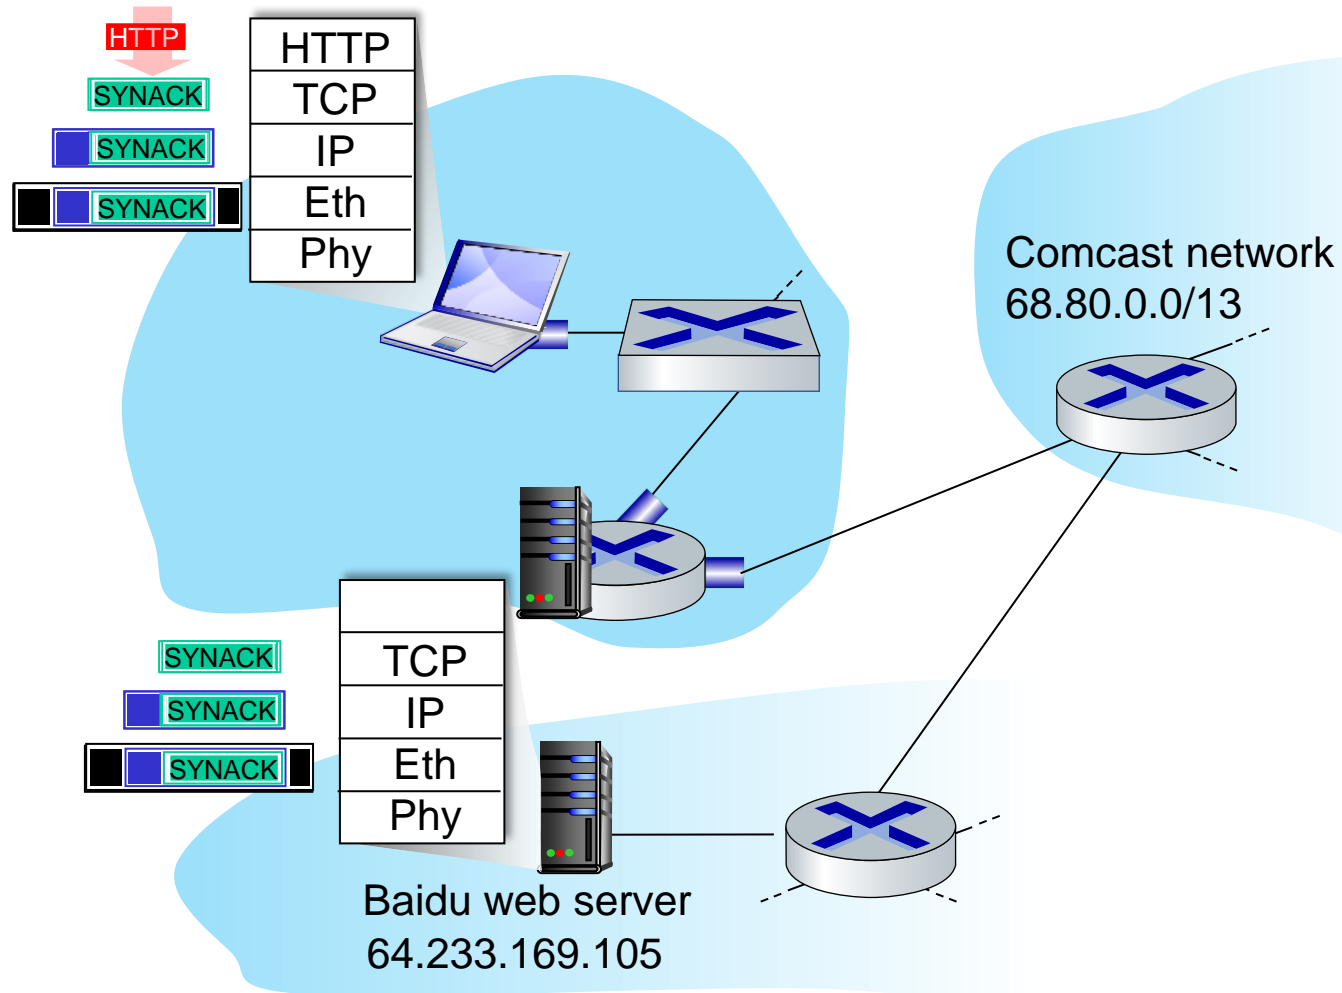 HTTP
SYNACK
SYNACK
SYNACK
HTTP
TCP
IP
Eth
Phy
Comcast network
68.80.0.0/13
SYNACK
SYNACK
SYNACK
TCP
IP
Eth
Phy
Baidu web server
64.233.169.105